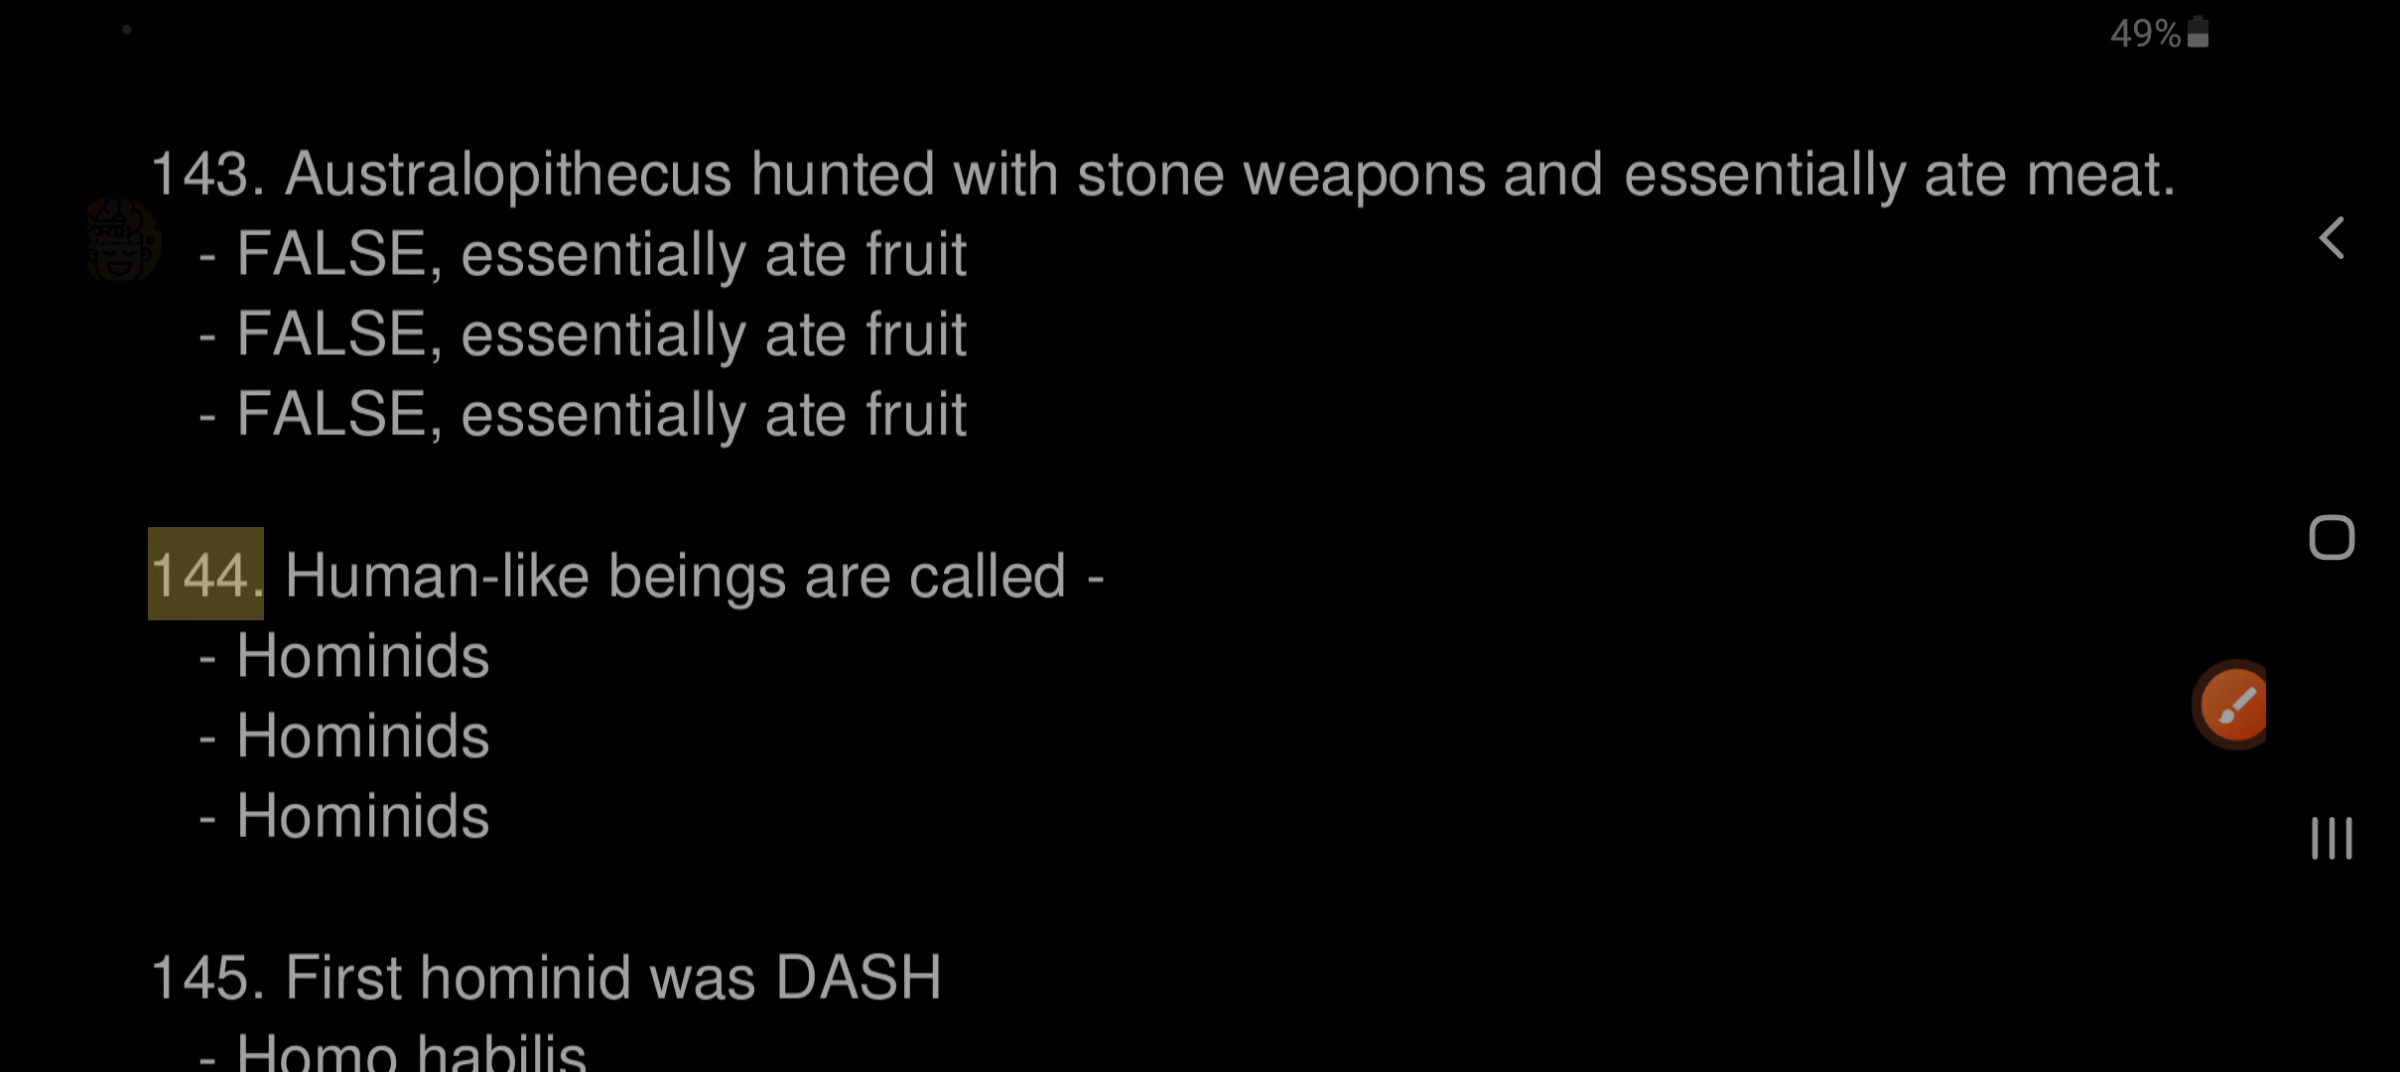 49%
143. Australopithecus hunted with stone weapons and essentially ate meat.
- FALSE, essentially ate fruit
- FALSE, essentially ate fruit
- FALSE, essentially ate fruit
144. Human-like beings are called -
- Hominids
- Hominids
- Hominids
145. First hominid was DASH
- Homo habilis